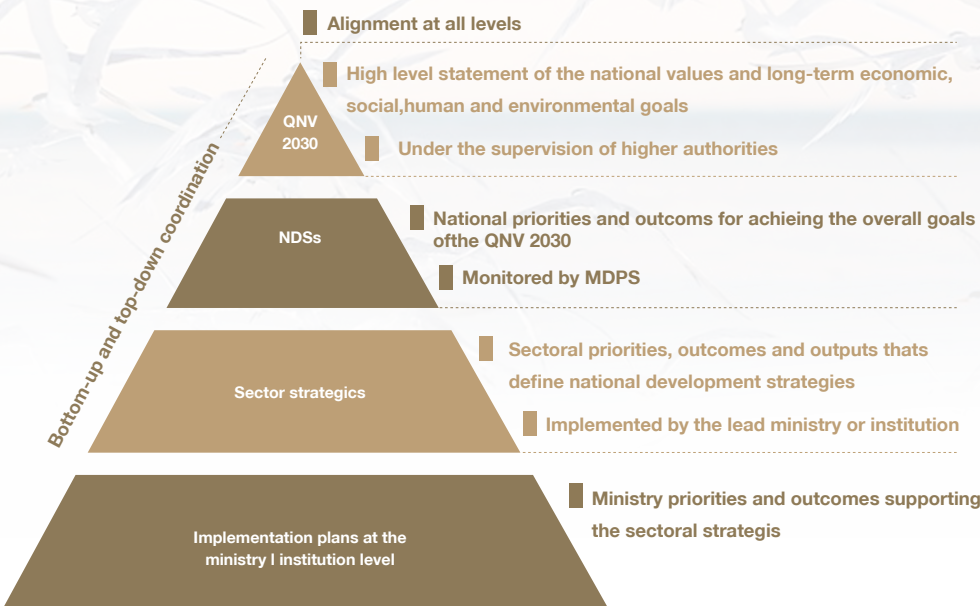 Alignment at all levels
High level statement of the national values and long-term economic,
social,human and environmental goals
QNV
2030
Under the supervision of higher authorities
Bottom-up and top-down coordination
NDSs
National priorities and outcoms for achieing the overall goals
ofthe QNV 2030
Monitored by MDPS
Sector strategics
Sectoral priorities, outcomes and outputs thats
define national development strategies
Implemented by the lead ministry or institution
Implementation plans at the
ministry | institution level
Ministry priorities and outcomes supporting
the sectoral strategis